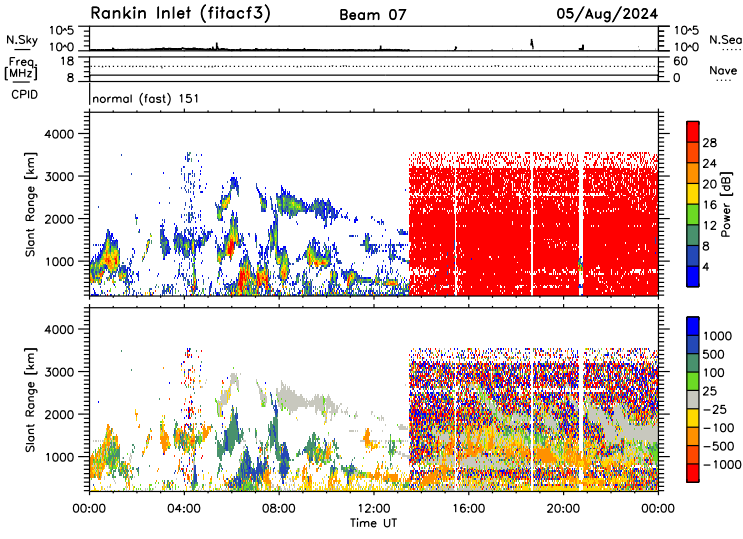 Rankin Inlet (fitacf3) Beam 07 05/Aug/2024
N.Sky 10^5 10^0 10^5 10^0 N.Sea
Freq. [MHz] 18 8 60 0 Nave
CPID normal (fast) 151
Slant Range [km] 4000 3000 2000 1000
28 24 20 16 12 8 4 Power [dB]
Slant Range [km] 4000 3000 2000 1000
1000 500 100 25 -25 -100 -500 -1000
00:00 04:00 08:00 12:00 16:00 20:00 00:00
Time UT